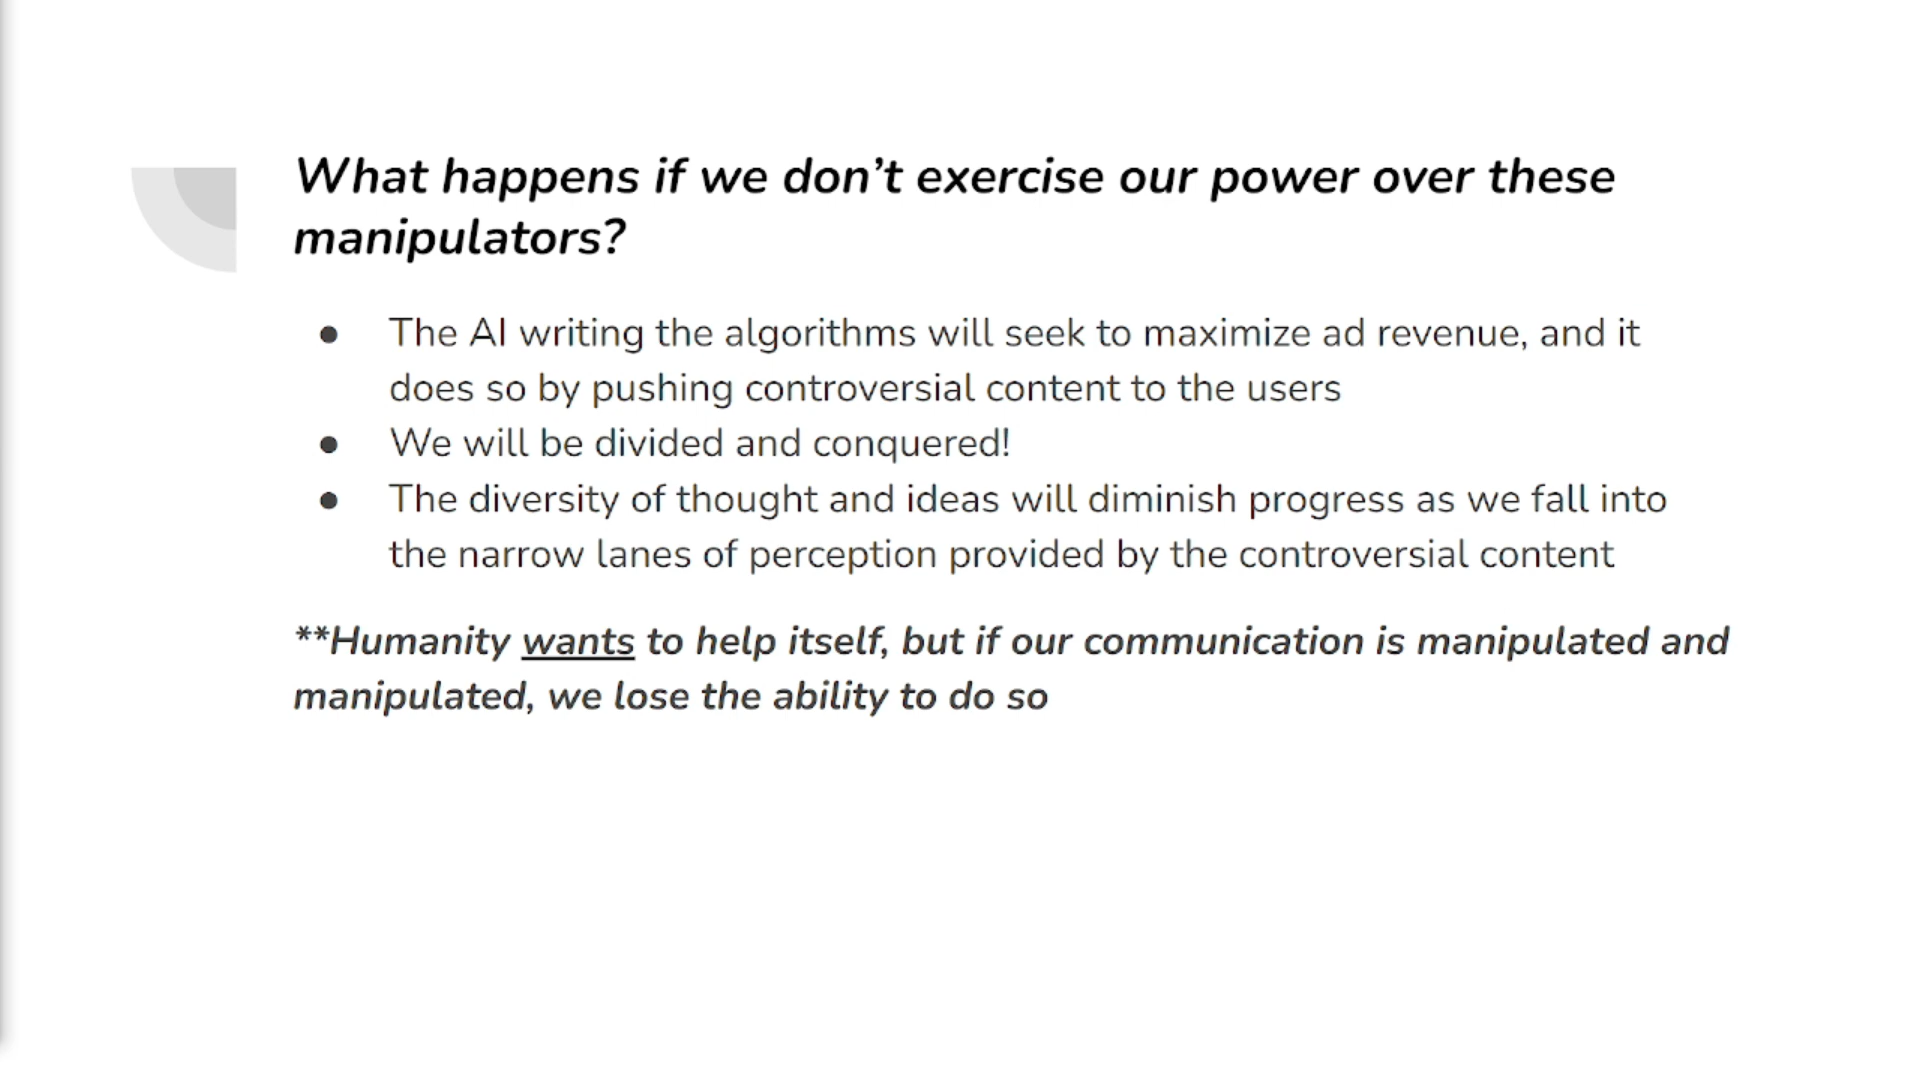 What happens if we don’t exercise our power over these
manipulators?
● The AI writing the algorithms will seek to maximize ad revenue, and it
does so by pushing controversial content to the users
● We will be divided and conquered!
● The diversity of thought and ideas will diminish progress as we fall into
the narrow lanes of perception provided by the controversial content
**Humanity wants to help itself, but if our communication is manipulated and
manipulated, we lose the ability to do so